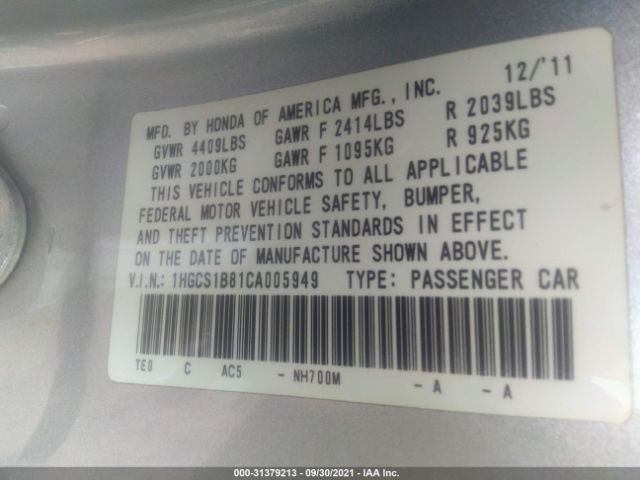 12/'11
MFD. BY HONDA OF AMERICA MFG., INC.
GVWR 4409LBS GAWR F 2414LBS R 2039LBS
GVWR 2000KG GAWR F 1095KG R 925KG
THIS VEHICLE CONFORMS TO ALL APPLICABLE
FEDERAL MOTOR VEHICLE SAFETY, BUMPER,
AND THEFT PREVENTION STANDARDS IN EFFECT
ON THE DATE OF MANUFACTURE SHOWN ABOVE.
V.I.N.: 1HGCS1B81CA005949 TYPE: PASSENGER CAR
TE0 C AC5 - NH700M - A - A
000-31379213 - 09/30/2021 - IAA Inc.